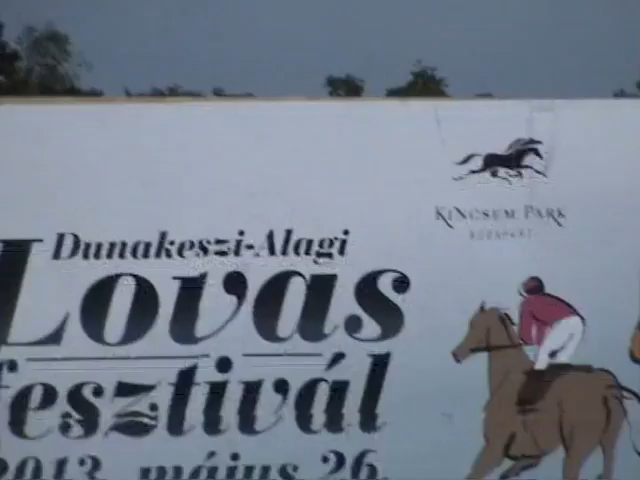 KINCSEM PARK
BUDAPEST
Dunakeszi-Alagi
Lovas
fesztivál
2013. május 26.